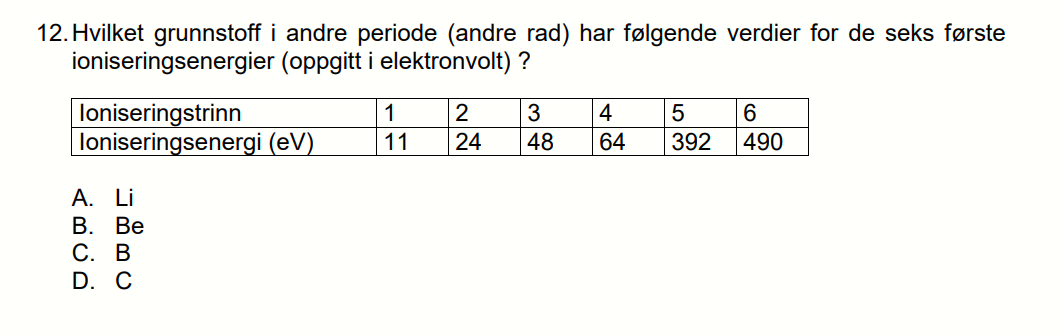 12. Hvilket grunnstoff i andre periode (andre rad) har følgende verdier for de seks første
ioniseringsenergier (oppgitt i elektronvolt) ?
Ioniseringstrinn 1 2 3 4 5 6
Ioniseringsenergi (eV) 11 24 48 64 392 490
A. Li
B. Be
C. B
D. C